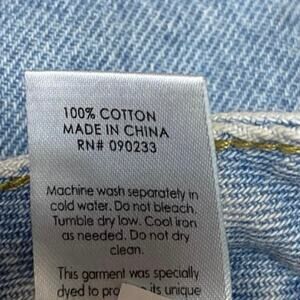 100% COTTON
MADE IN CHINA
RN# 090233
Machine wash separately in
cold water. Do not bleach.
Tumble dry low. Cool iron
as needed. Do not dry
clean.
This garment was specially
dyed to its unique